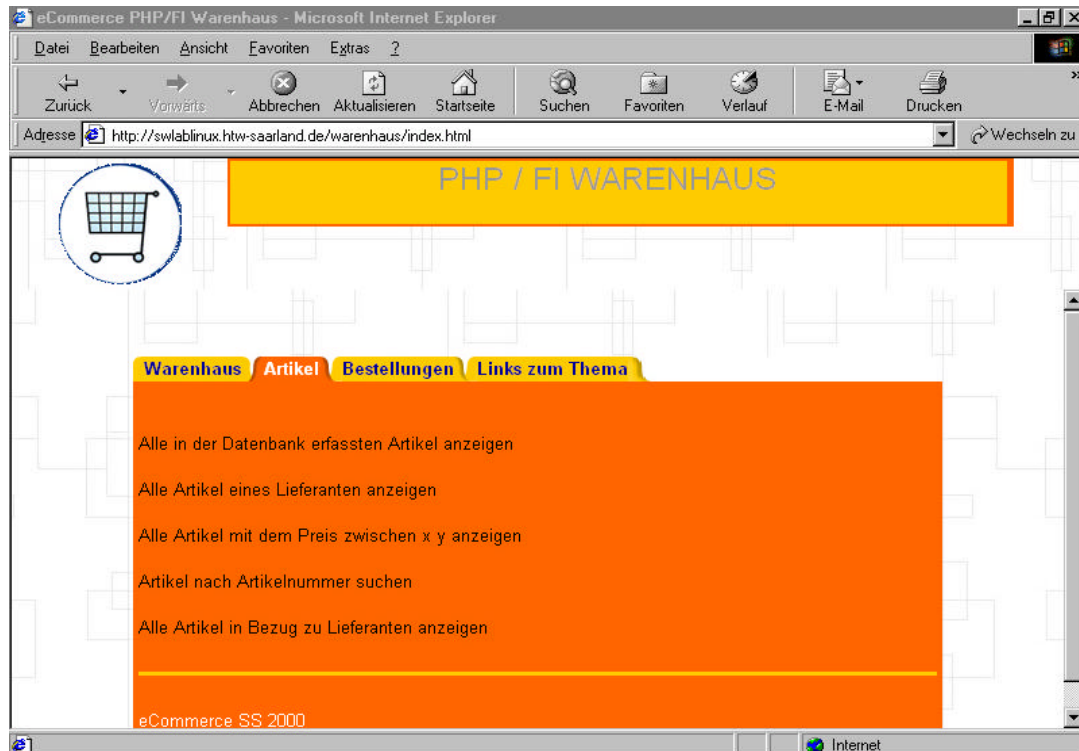 eCommerce PHP/FI Warenhaus - Microsoft Internet Explorer
Datei Bearbeiten Ansicht Favoriten Extras ?
Zurück Vorwärts Abbrechen Aktualisieren Startseite Suchen Favoriten Verlauf E-Mail Drucken
Adresse http://swlablinux.htw-saarland.de/warenhaus/index.html Wechseln zu
PHP / FI WARENHAUS
Warenhaus Artikel Bestellungen Links zum Thema
Alle in der Datenbank erfassten Artikel anzeigen
Alle Artikel eines Lieferanten anzeigen
Alle Artikel mit dem Preis zwischen x y anzeigen
Artikel nach Artikelnummer suchen
Alle Artikel in Bezug zu Lieferanten anzeigen
eCommerce SS 2000
Internet